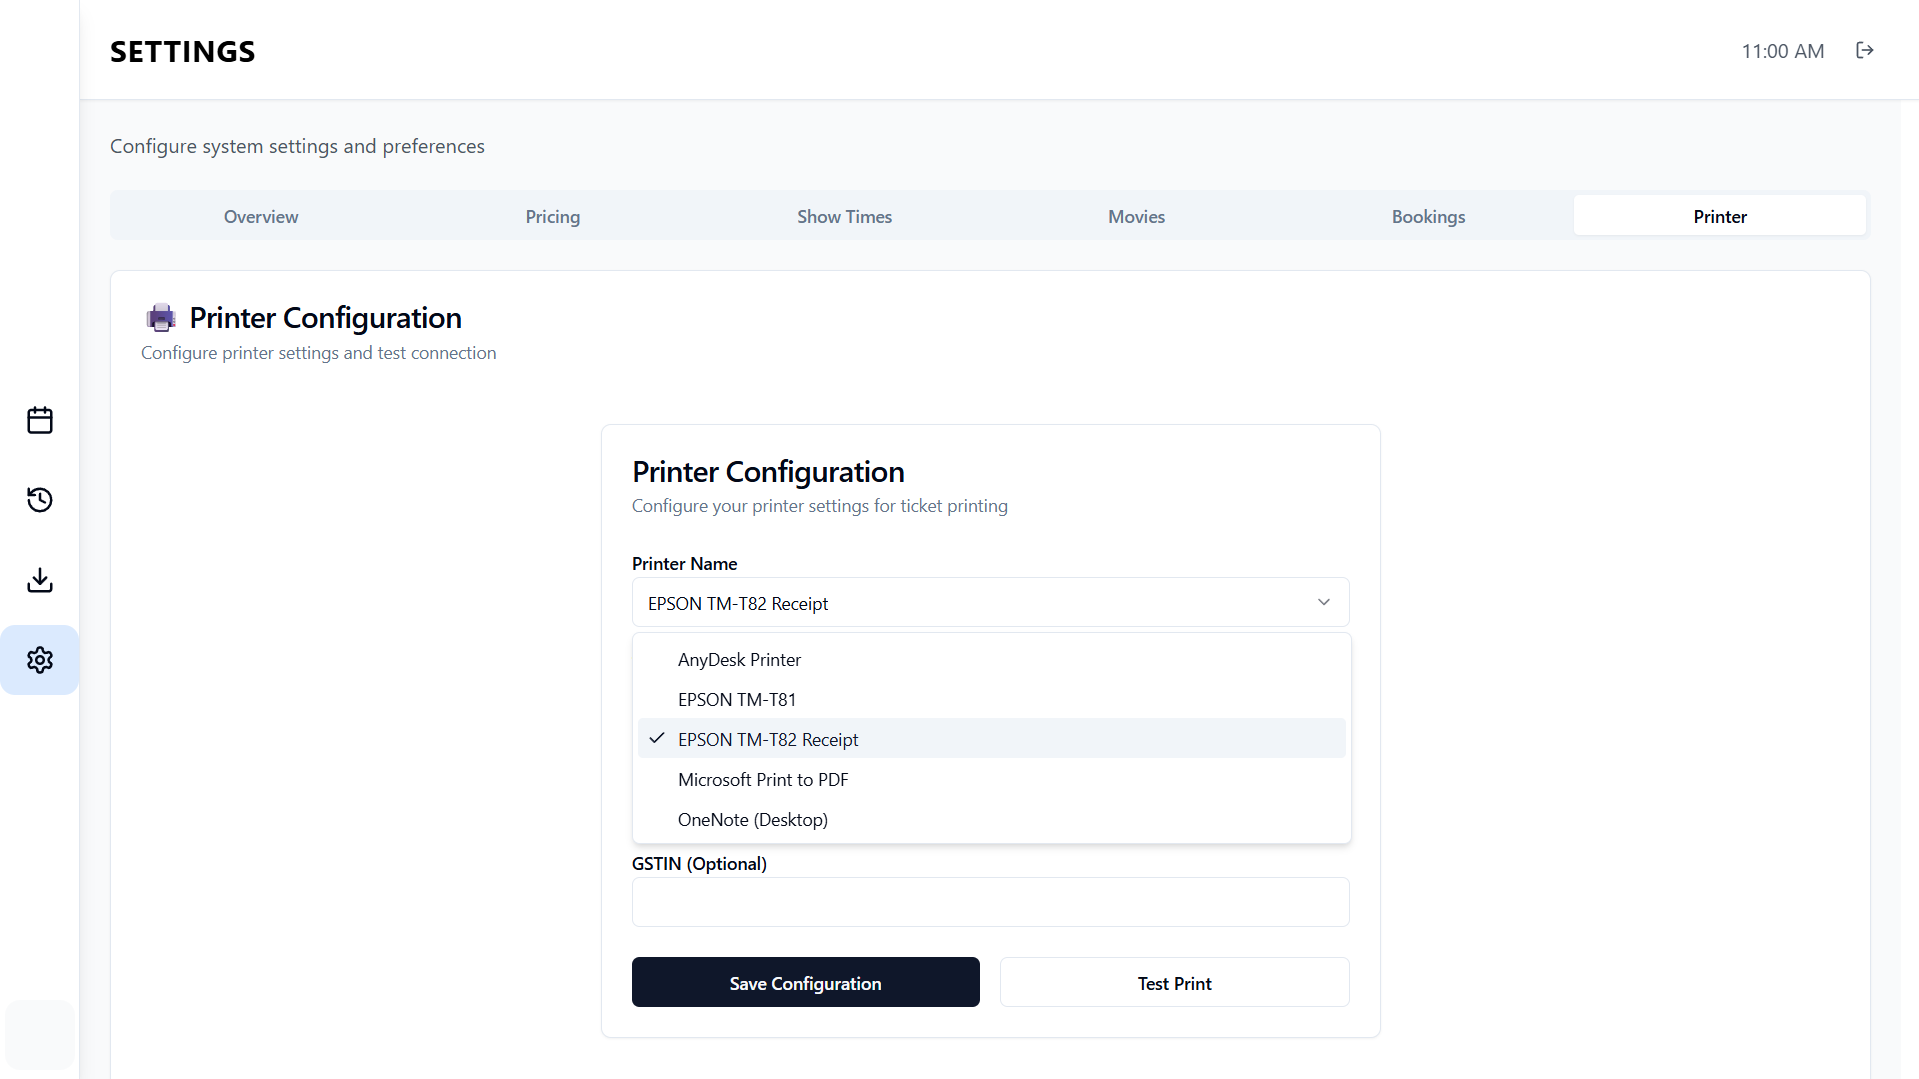 SETTINGS
11:00 AM
Configure system settings and preferences
Overview Pricing Show Times Movies Bookings Printer
Printer Configuration
Configure printer settings and test connection
Printer Configuration
Configure your printer settings for ticket printing
Printer Name
EPSON TM-T82 Receipt
AnyDesk Printer
EPSON TM-T81
EPSON TM-T82 Receipt
Microsoft Print to PDF
OneNote (Desktop)
GSTIN (Optional)
Save Configuration Test Print